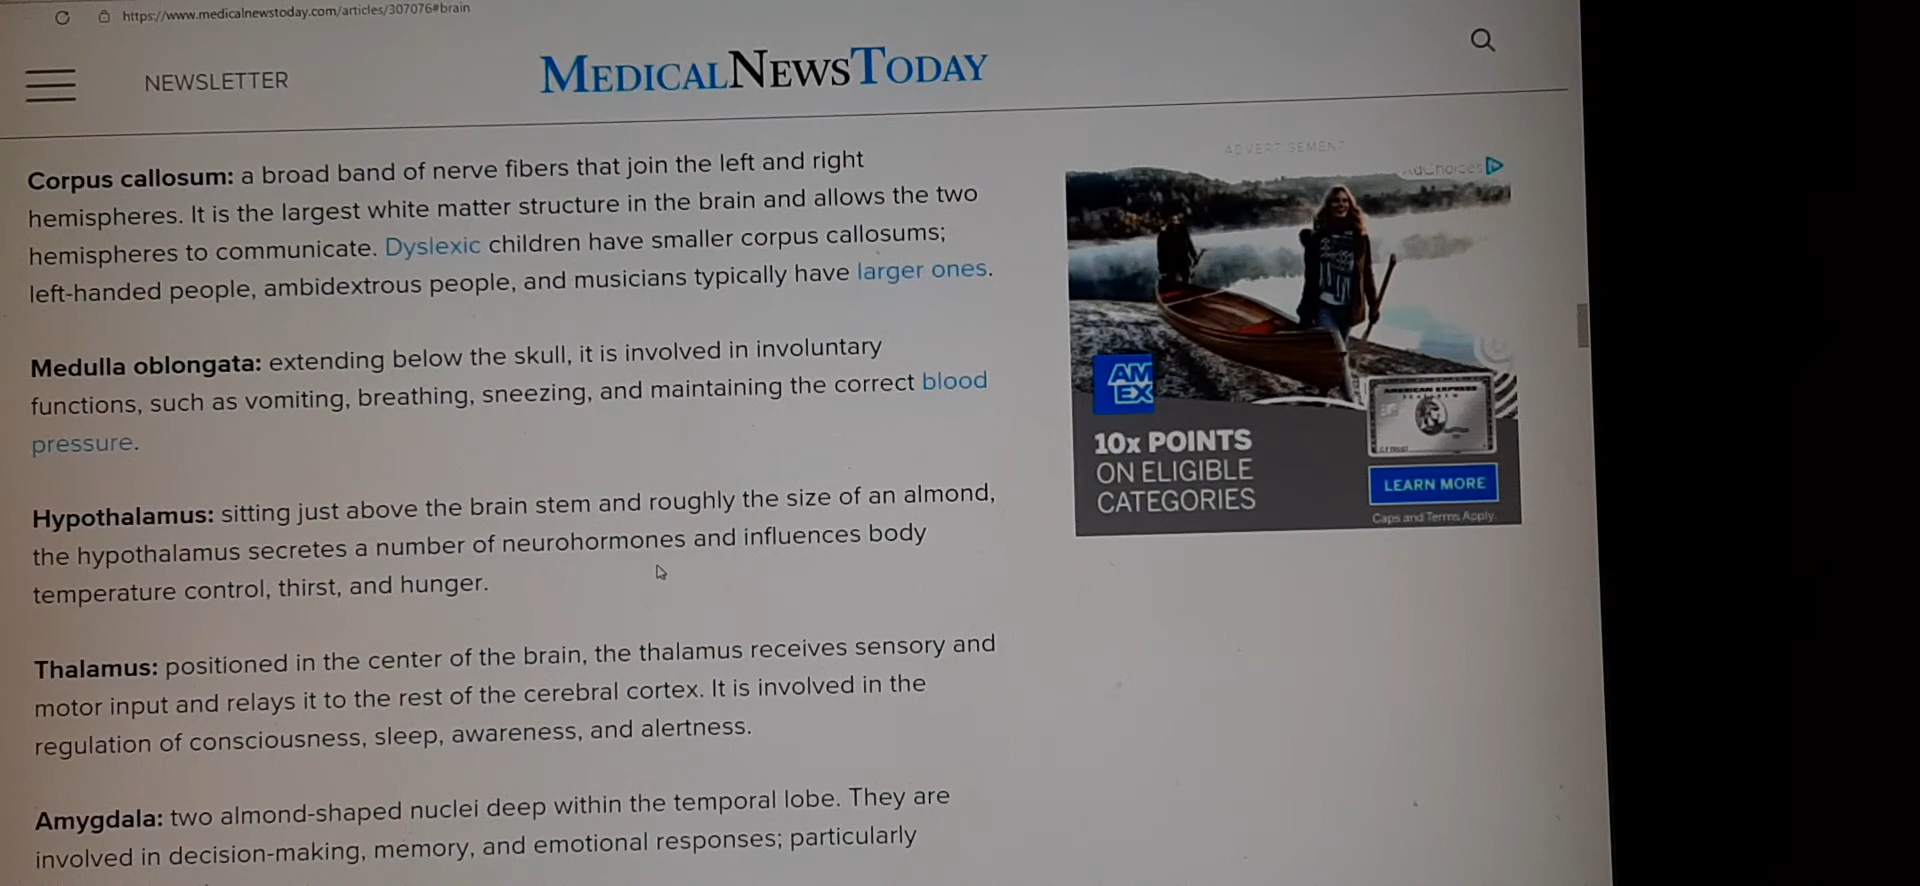 https://www.medicalnewstoday.com/articles/307076#brain
NEWSLETTER
MEDICALNEWSTODAY
Corpus callosum: a broad band of nerve fibers that join the left and right
hemispheres. It is the largest white matter structure in the brain and allows the two
hemispheres to communicate. Dyslexic children have smaller corpus callosums;
left-handed people, ambidextrous people, and musicians typically have larger ones.
Medulla oblongata: extending below the skull, it is involved in involuntary
functions, such as vomiting, breathing, sneezing, and maintaining the correct blood
pressure.
Hypothalamus: sitting just above the brain stem and roughly the size of an almond,
the hypothalamus secretes a number of neurohormones and influences body
temperature control, thirst, and hunger.
Thalamus: positioned in the center of the brain, the thalamus receives sensory and
motor input and relays it to the rest of the cerebral cortex. It is involved in the
regulation of consciousness, sleep, awareness, and alertness.
Amygdala: two almond-shaped nuclei deep within the temporal lobe. They are
involved in decision-making, memory, and emotional responses; particularly
ADVERTISEMENT
AdChoices
AM
EX
AMERICAN EXPRESS
10x POINTS
ON ELIGIBLE
CATEGORIES
LEARN MORE
Caps and Terms Apply.